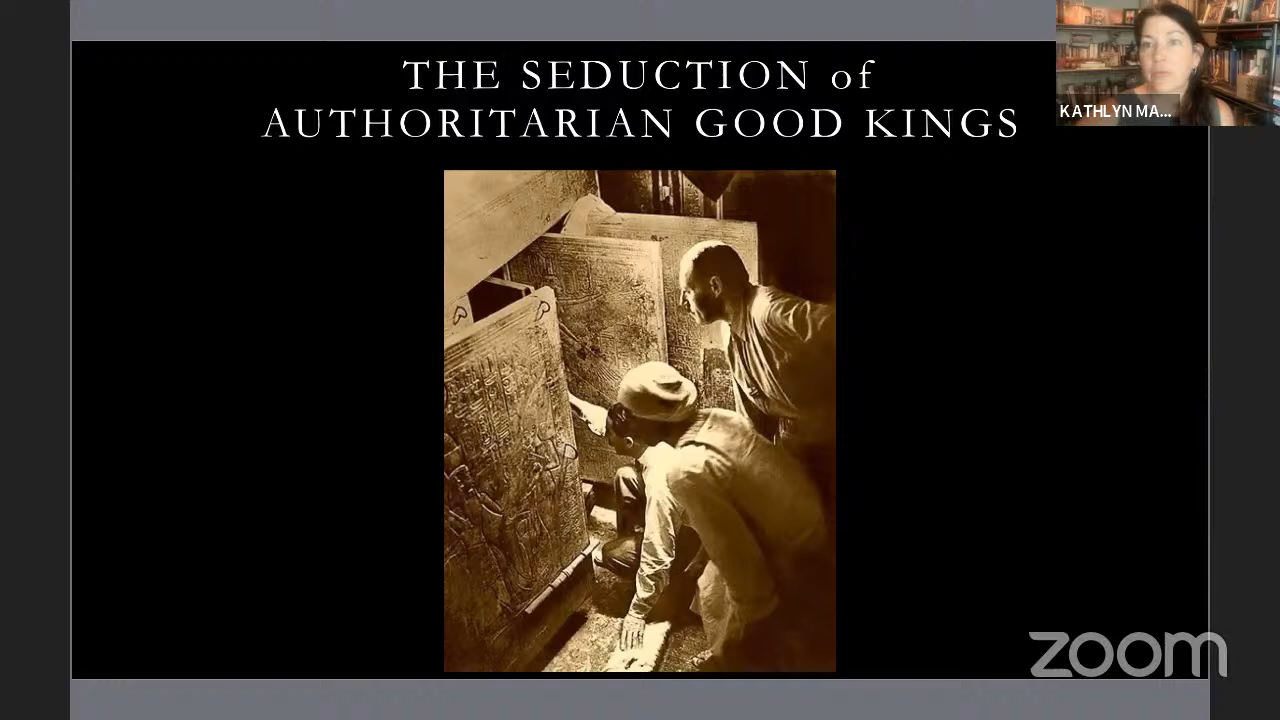 THE SEDUCTION of
AUTHORITARIAN GOOD KINGS
KATHLYN MA...
zoom